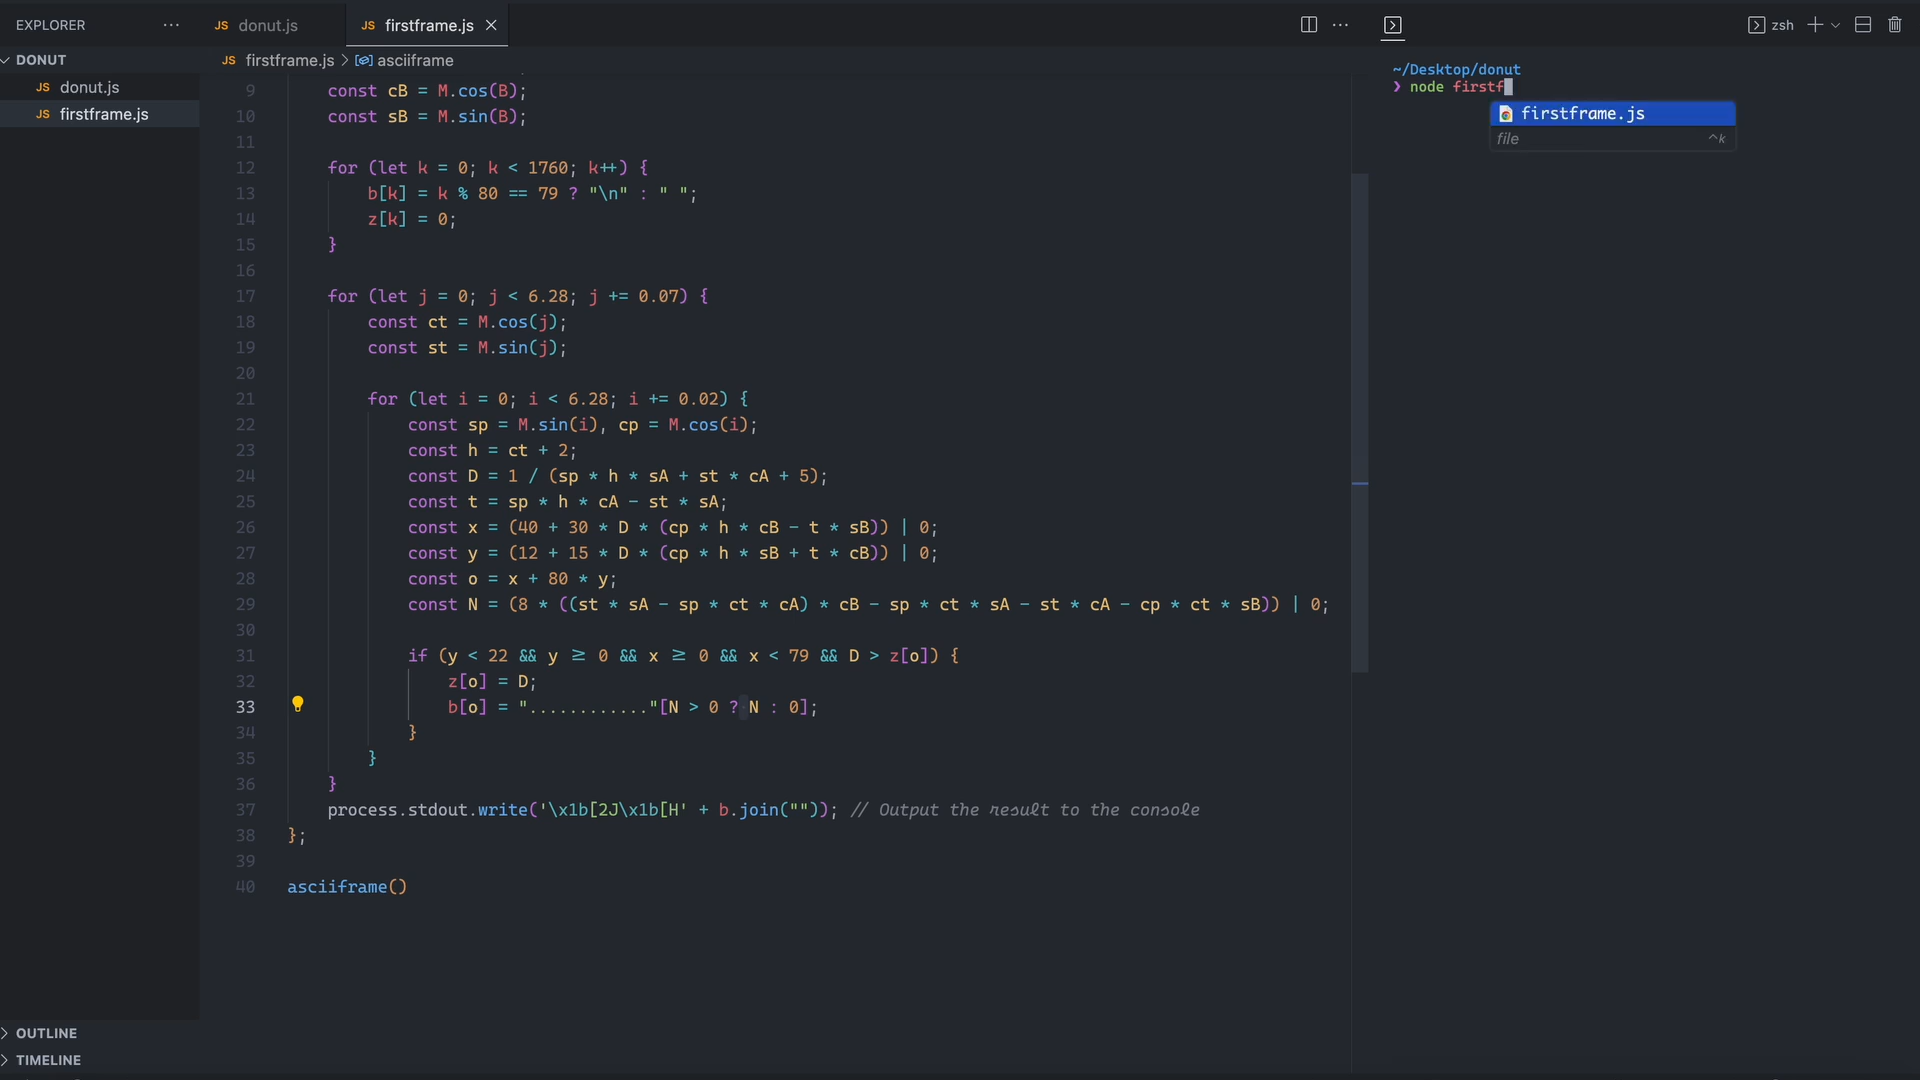 EXPLORER
JS donut.js
JS firstframe.js
zsh
DONUT
JS donut.js
JS firstframe.js
JS firstframe.js > asciiframe
9 const cB = M.cos(B);
10 const sB = M.sin(B);
11
12 for (let k = 0; k < 1760; k++) {
13 b[k] = k % 80 == 79 ? "\n" : " ";
14 z[k] = 0;
15 }
16
17 for (let j = 0; j < 6.28; j += 0.07) {
18 const ct = M.cos(j);
19 const st = M.sin(j);
20
21 for (let i = 0; i < 6.28; i += 0.02) {
22 const sp = M.sin(i), cp = M.cos(i);
23 const h = ct + 2;
24 const D = 1 / (sp * h * sA + st * cA + 5);
25 const t = sp * h * cA - st * sA;
26 const x = (40 + 30 * D * (cp * h * cB - t * sB)) | 0;
27 const y = (12 + 15 * D * (cp * h * sB + t * cB)) | 0;
28 const o = x + 80 * y;
29 const N = (8 * ((st * sA - sp * ct * cA) * cB - sp * ct * sA - st * cA - cp * ct * sB)) | 0;
30
31 if (y < 22 && y ≥ 0 && x ≥ 0 && x < 79 && D > z[o]) {
32 z[o] = D;
33 b[o] = "............"[N > 0 ? N : 0];
34 }
35 }
36 }
37 process.stdout.write('\x1b[2J\x1b[H' + b.join("")); // Output the result to the console
38 };
39
40 asciiframe()
~/Desktop/donut
❯ node firstf
firstframe.js
file ^k
OUTLINE
TIMELINE